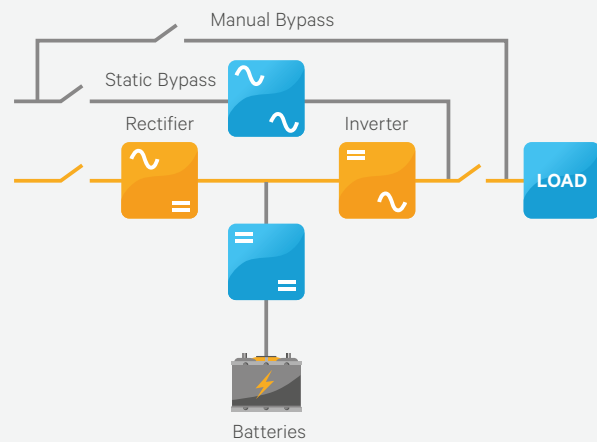 Manual Bypass
Static Bypass
Rectifier
Inverter
LOAD
Batteries